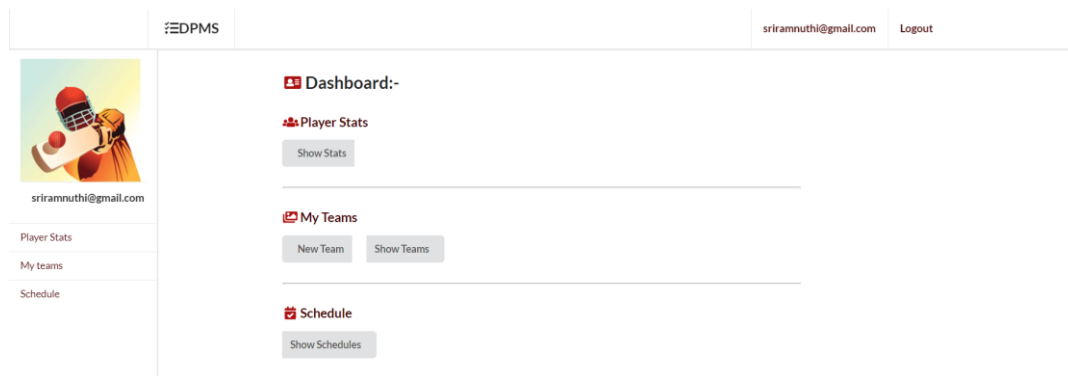 DPMS
sriramnuthi@gmail.com
Logout
sriramnuthi@gmail.com
Player Stats
My teams
Schedule
Dashboard:-
Player Stats
Show Stats
My Teams
New Team
Show Teams
Schedule
Show Schedules